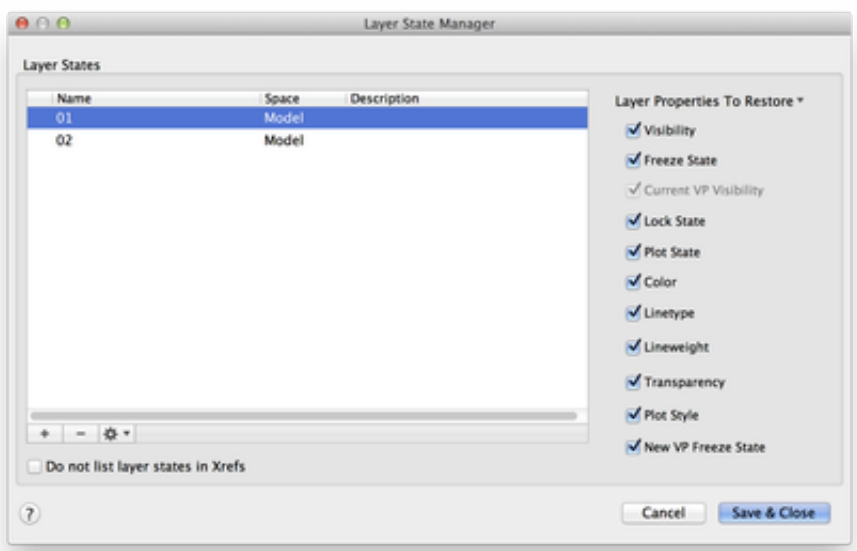 Layer State Manager
Layer States
Name Space Description
01 Model
02 Model
Layer Properties To Restore
Visibility
Freeze State
Current VP Visibility
Lock State
Plot State
Color
Linetype
Lineweight
Transparency
Plot Style
New VP Freeze State
+ −
Do not list layer states in Xrefs
?
Cancel Save & Close